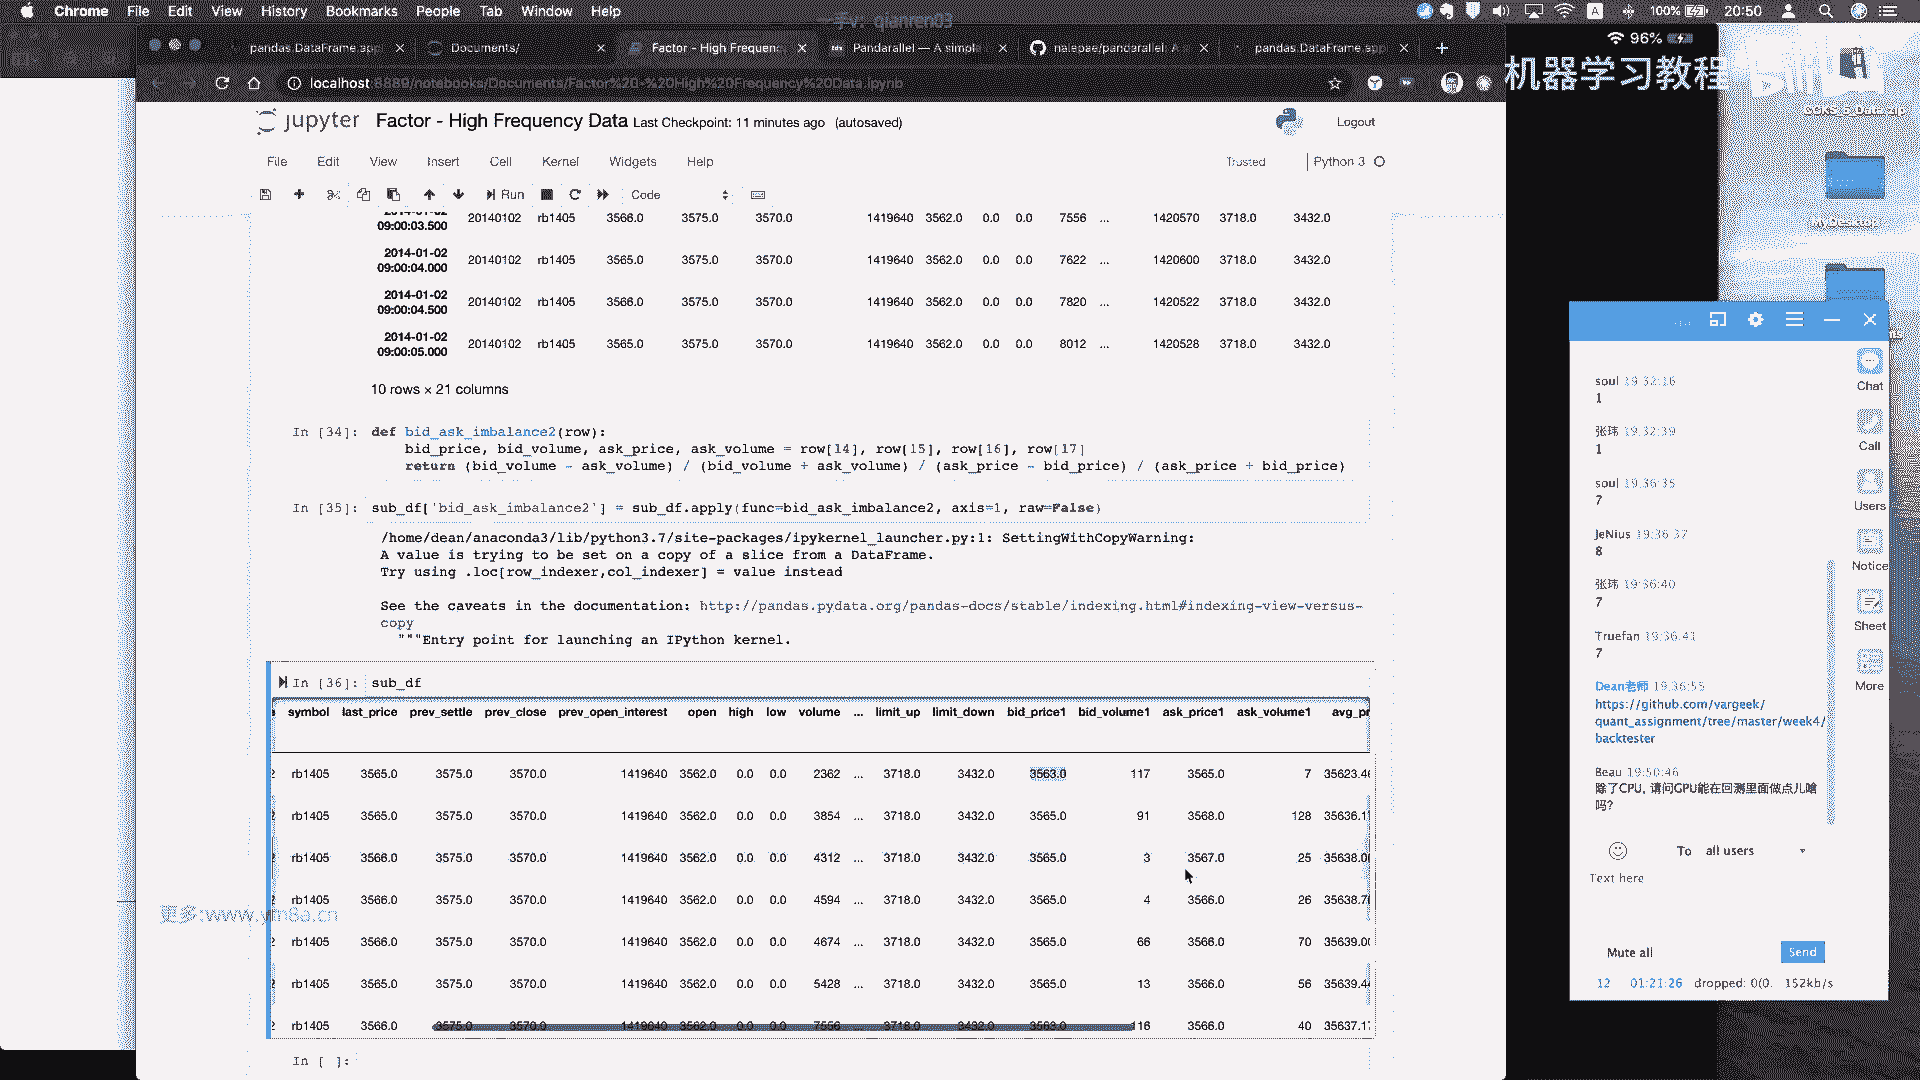 Chrome File Edit View History Bookmarks People Tab Window Help
一手v: qianren03
100% 20:50
pandas.DataFrame.app
Documents/
Factor - High Frequenc
Pandarallel — A simple
nalepae/pandarallel: A s
pandas.DataFrame.app
96%
localhost:8889/notebooks/Documents/Factor%20-%20High%20Frequency%20Data.ipynb
机器学习教程
jupyter Factor - High Frequency Data Last Checkpoint: 11 minutes ago (autosaved)
Logout
File Edit View Insert Cell Kernel Widgets Help
Trusted Python 3
Run Code
2014-01-02 09:00:03.500 20140102 rb1405 3566.0 3575.0 3570.0 1419640 3562.0 0.0 0.0 7556 ... 1420570 3718.0 3432.0
2014-01-02 09:00:04.000 20140102 rb1405 3565.0 3575.0 3570.0 1419640 3562.0 0.0 0.0 7622 ... 1420600 3718.0 3432.0
2014-01-02 09:00:04.500 20140102 rb1405 3566.0 3575.0 3570.0 1419640 3562.0 0.0 0.0 7820 ... 1420522 3718.0 3432.0
2014-01-02 09:00:05.000 20140102 rb1405 3565.0 3575.0 3570.0 1419640 3562.0 0.0 0.0 8012 ... 1420528 3718.0 3432.0
10 rows × 21 columns
In [34]: def bid_ask_imbalance2(row):
bid_price, bid_volume, ask_price, ask_volume = row[14], row[15], row[16], row[17]
return (bid_volume - ask_volume) / (bid_volume + ask_volume) / (ask_price - bid_price) / (ask_price + bid_price)
In [35]: sub_df['bid_ask_imbalance2'] = sub_df.apply(func=bid_ask_imbalance2, axis=1, raw=False)
/home/dean/anaconda3/lib/python3.7/site-packages/ipykernel_launcher.py:1: SettingWithCopyWarning:
A value is trying to be set on a copy of a slice from a DataFrame.
Try using .loc[row_indexer,col_indexer] = value instead
See the caveats in the documentation: http://pandas.pydata.org/pandas-docs/stable/indexing.html#indexing-view-versus-
copy
"""Entry point for launching an IPython kernel.
In [36]: sub_df
symbol last_price prev_settle prev_close prev_open_interest open high low volume ... limit_up limit_down bid_price1 bid_volume1 ask_price1 ask_volume1 avg_pr
2 rb1405 3565.0 3575.0 3570.0 1419640 3562.0 0.0 0.0 2362 ... 3718.0 3432.0 3563.0 117 3565.0 7 35623.46
2 rb1405 3565.0 3575.0 3570.0 1419640 3562.0 0.0 0.0 3854 ... 3718.0 3432.0 3565.0 91 3568.0 128 35636.1
2 rb1405 3566.0 3575.0 3570.0 1419640 3562.0 0.0 0.0 4312 ... 3718.0 3432.0 3565.0 3 3567.0 25 35638.0
2 rb1405 3566.0 3575.0 3570.0 1419640 3562.0 0.0 0.0 4594 ... 3718.0 3432.0 3565.0 4 3566.0 26 35638.7
2 rb1405 3566.0 3575.0 3570.0 1419640 3562.0 0.0 0.0 4674 ... 3718.0 3432.0 3565.0 66 3566.0 70 35639.0
2 rb1405 3565.0 3575.0 3570.0 1419640 3562.0 0.0 0.0 5428 ... 3718.0 3432.0 3565.0 13 3566.0 56 35639.4
2 rb1405 3566.0 3575.0 3570.0 1419640 3562.0 0.0 0.0 7556 ... 3718.0 3432.0 3563.0 116 3566.0 40 35637.1
In [ ]:
更多:www.ym8a.cn
CCKS_5_Data.zip
MyDesktop
soul 19:32:16
1
张玮 19:32:39
1
soul 19:36:35
7
JeNius 19:36:37
8
张玮 19:36:40
7
Truefan 19:36:41
7
Dean老师 19:36:55
https://github.com/vargeek/
quant_assignment/tree/master/week4/
backtester
Beau 19:50:46
除了CPU, 请问GPU能在回测里面做点儿啥
吗?
Chat
Call
Users
Notice
Sheet
More
To all users
Text here
Mute all
Send
12 01:21:26 dropped: 0(0. 152kb/s